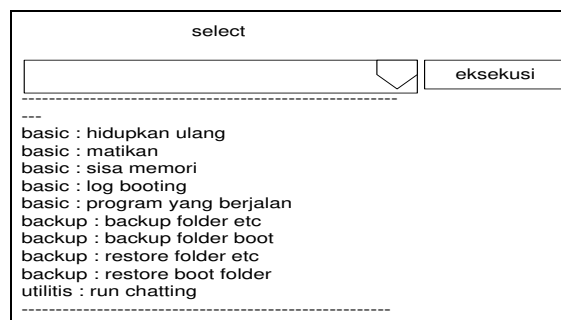 select
eksekusi
-------------------------------------------------------
---
basic : hidupkan ulang
basic : matikan
basic : sisa memori
basic : log booting
basic : program yang berjalan
backup : backup folder etc
backup : backup folder boot
backup : restore folder etc
backup : restore boot folder
utilitis : run chatting
------------------------------------------------------